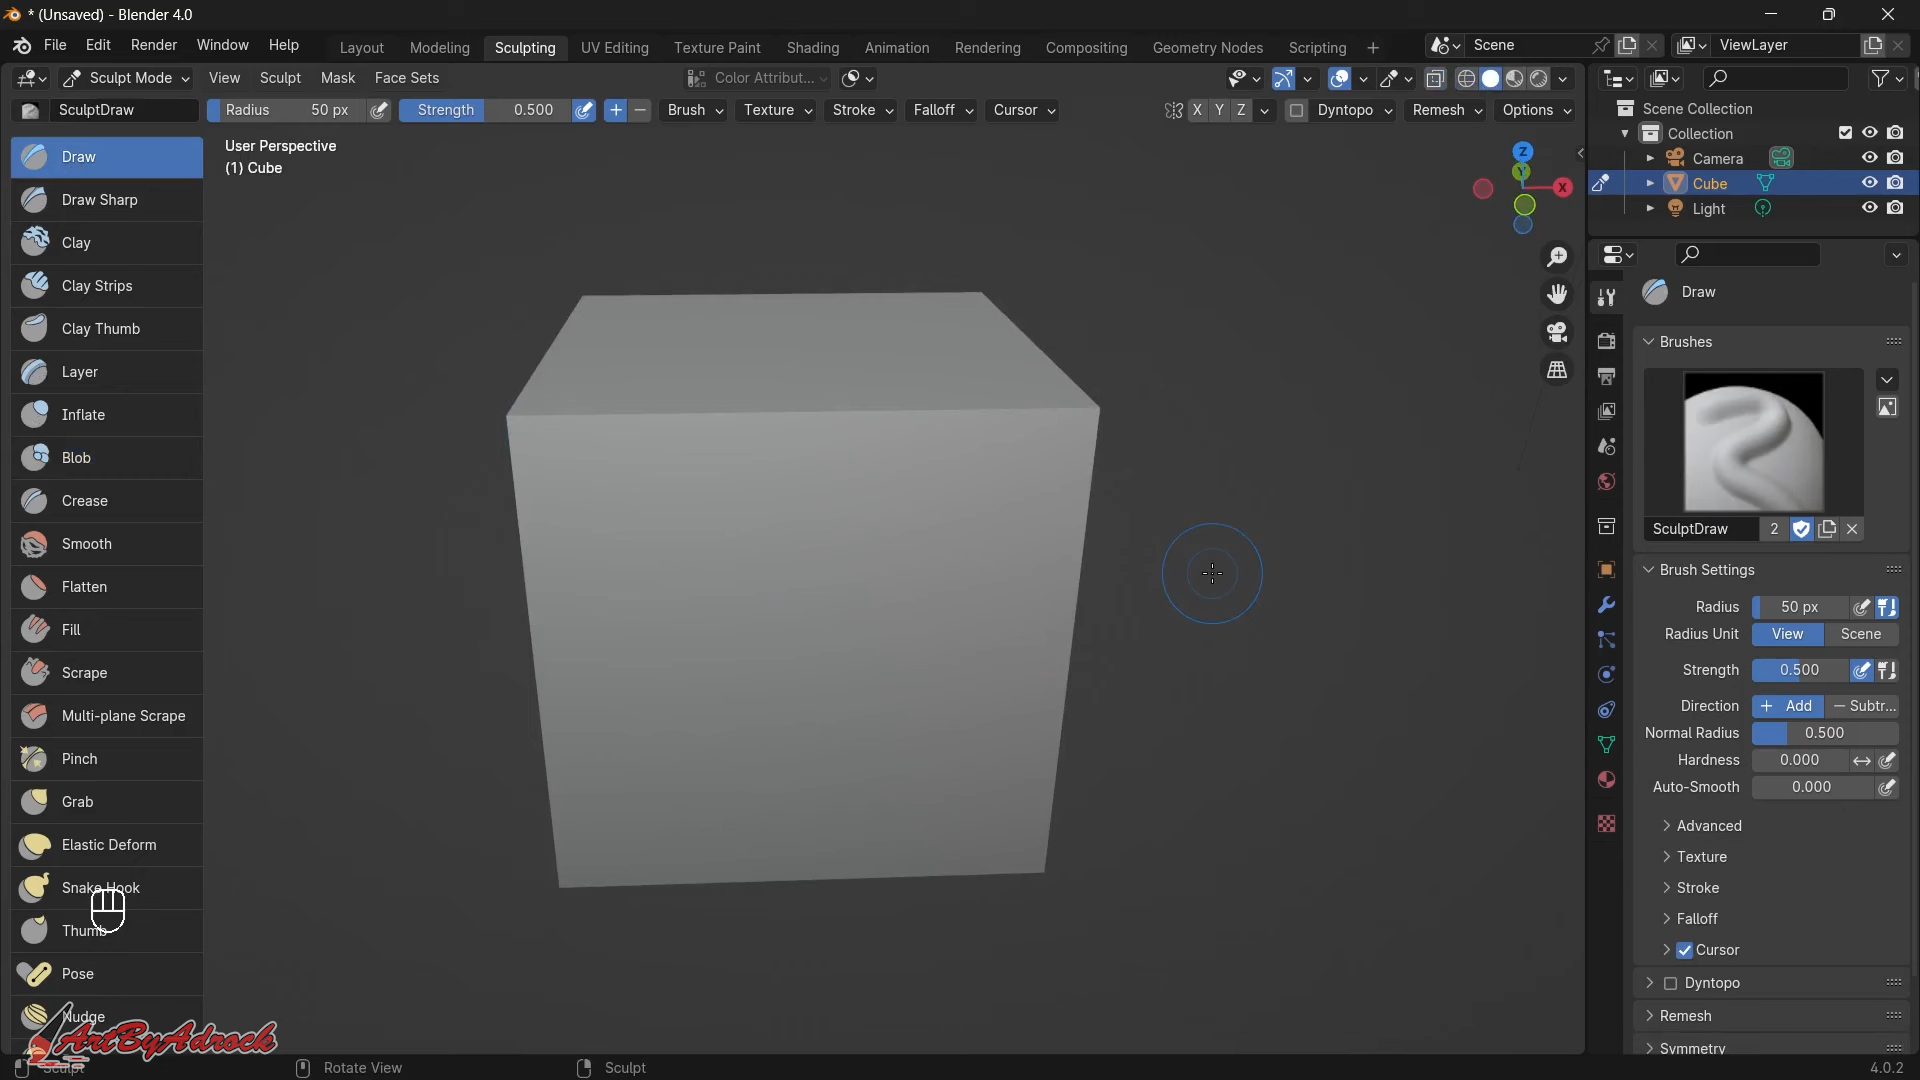 * (Unsaved) - Blender 4.0
File Edit Render Window Help Layout Modeling Sculpting UV Editing Texture Paint Shading Animation Rendering Compositing Geometry Nodes Scripting + Scene ViewLayer
Sculpt Mode View Sculpt Mask Face Sets Color Attribut...
SculptDraw Radius 50 px Strength 0.500 + − Brush Texture Stroke Falloff Cursor X Y Z Dyntopo Remesh Options
User Perspective
(1) Cube
Z
Y
X
Draw
Draw Sharp
Clay
Clay Strips
Clay Thumb
Layer
Inflate
Blob
Crease
Smooth
Flatten
Fill
Scrape
Multi-plane Scrape
Pinch
Grab
Elastic Deform
Snake Hook
Thumb
Pose
Nudge
ArtByAdrock
Scene Collection
Collection
Camera
Cube
Light
Draw
Brushes
SculptDraw 2
Brush Settings
Radius 50 px
Radius Unit View Scene
Strength 0.500
Direction + Add − Subtr...
Normal Radius 0.500
Hardness 0.000
Auto-Smooth 0.000
Advanced
Texture
Stroke
Falloff
Cursor
Dyntopo
Remesh
Symmetry
Sculpt Rotate View Sculpt 4.0.2